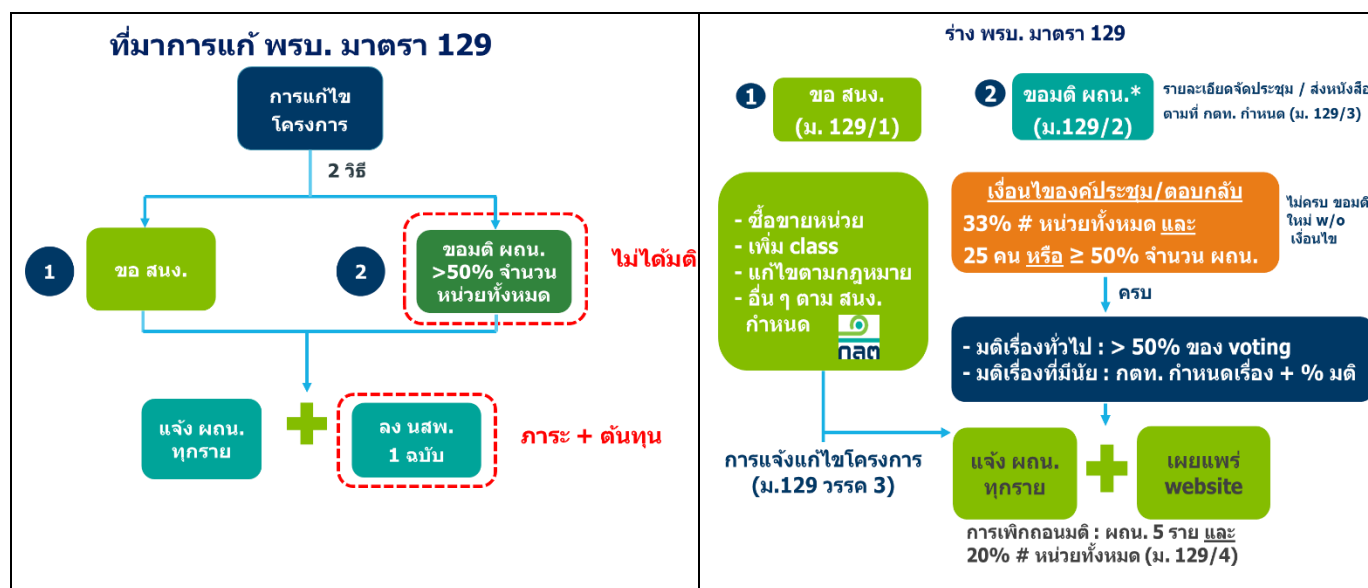 ที่มาการแก้ พรบ. มาตรา 129
การแก้ไข
โครงการ
2 วิธี
1
ขอ สนง.
2
ขอมติ ผถน.
>50% จำนวน
หน่วยทั้งหมด
ไม่ได้มติ
แจ้ง ผถน.
ทุกราย
ลง นสพ.
1 ฉบับ
ภาระ + ต้นทุน
ร่าง พรบ. มาตรา 129
1
ขอ สนง.
(ม. 129/1)
2
ขอมติ ผถน.*
(ม.129/2)
รายละเอียดจัดประชุม / ส่งหนังสือ
ตามที่ กตท. กำหนด (ม. 129/3)
- ซื้อขายหน่วย
- เพิ่ม class
- แก้ไขตามกฎหมาย
- อื่น ๆ ตาม สนง.
กำหนด
กลต
เงื่อนไของค์ประชุม/ตอบกลับ
33% # หน่วยทั้งหมด และ
25 คน หรือ ≥ 50% จำนวน ผถน.
ไม่ครบ ขอมติ
ใหม่ w/o
เงื่อนไข
ครบ
- มติเรื่องทั่วไป : > 50% ของ voting
- มติเรื่องที่มีนัย : กตท. กำหนดเรื่อง + % มติ
การแจ้งแก้ไขโครงการ
(ม.129 วรรค 3)
แจ้ง ผถน.
ทุกราย
เผยแพร่
website
การเพิกถอนมติ : ผถน. 5 ราย และ
20% # หน่วยทั้งหมด (ม. 129/4)